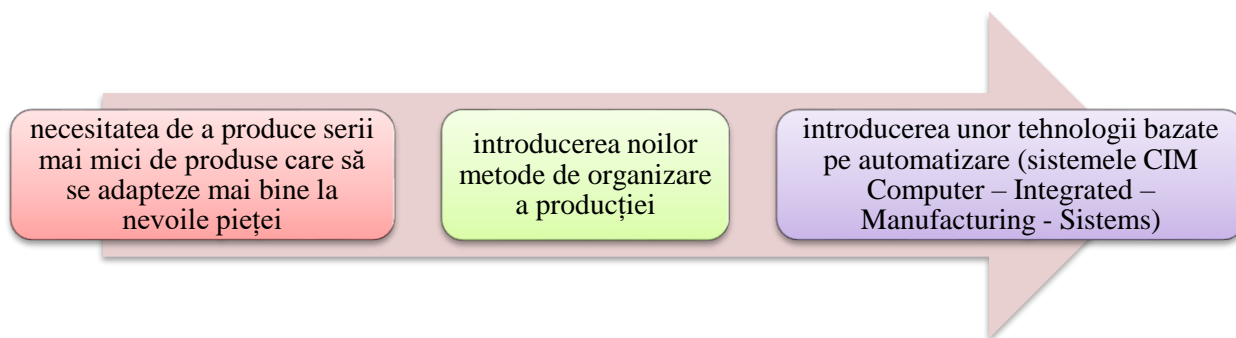 necesitatea de a produce serii
mai mici de produse care să
se adapteze mai bine la
nevoile pieței
introducerea noilor
metode de organizare
a producției
introducerea unor tehnologii bazate
pe automatizare (sistemele CIM
Computer – Integrated –
Manufacturing - Sistems)